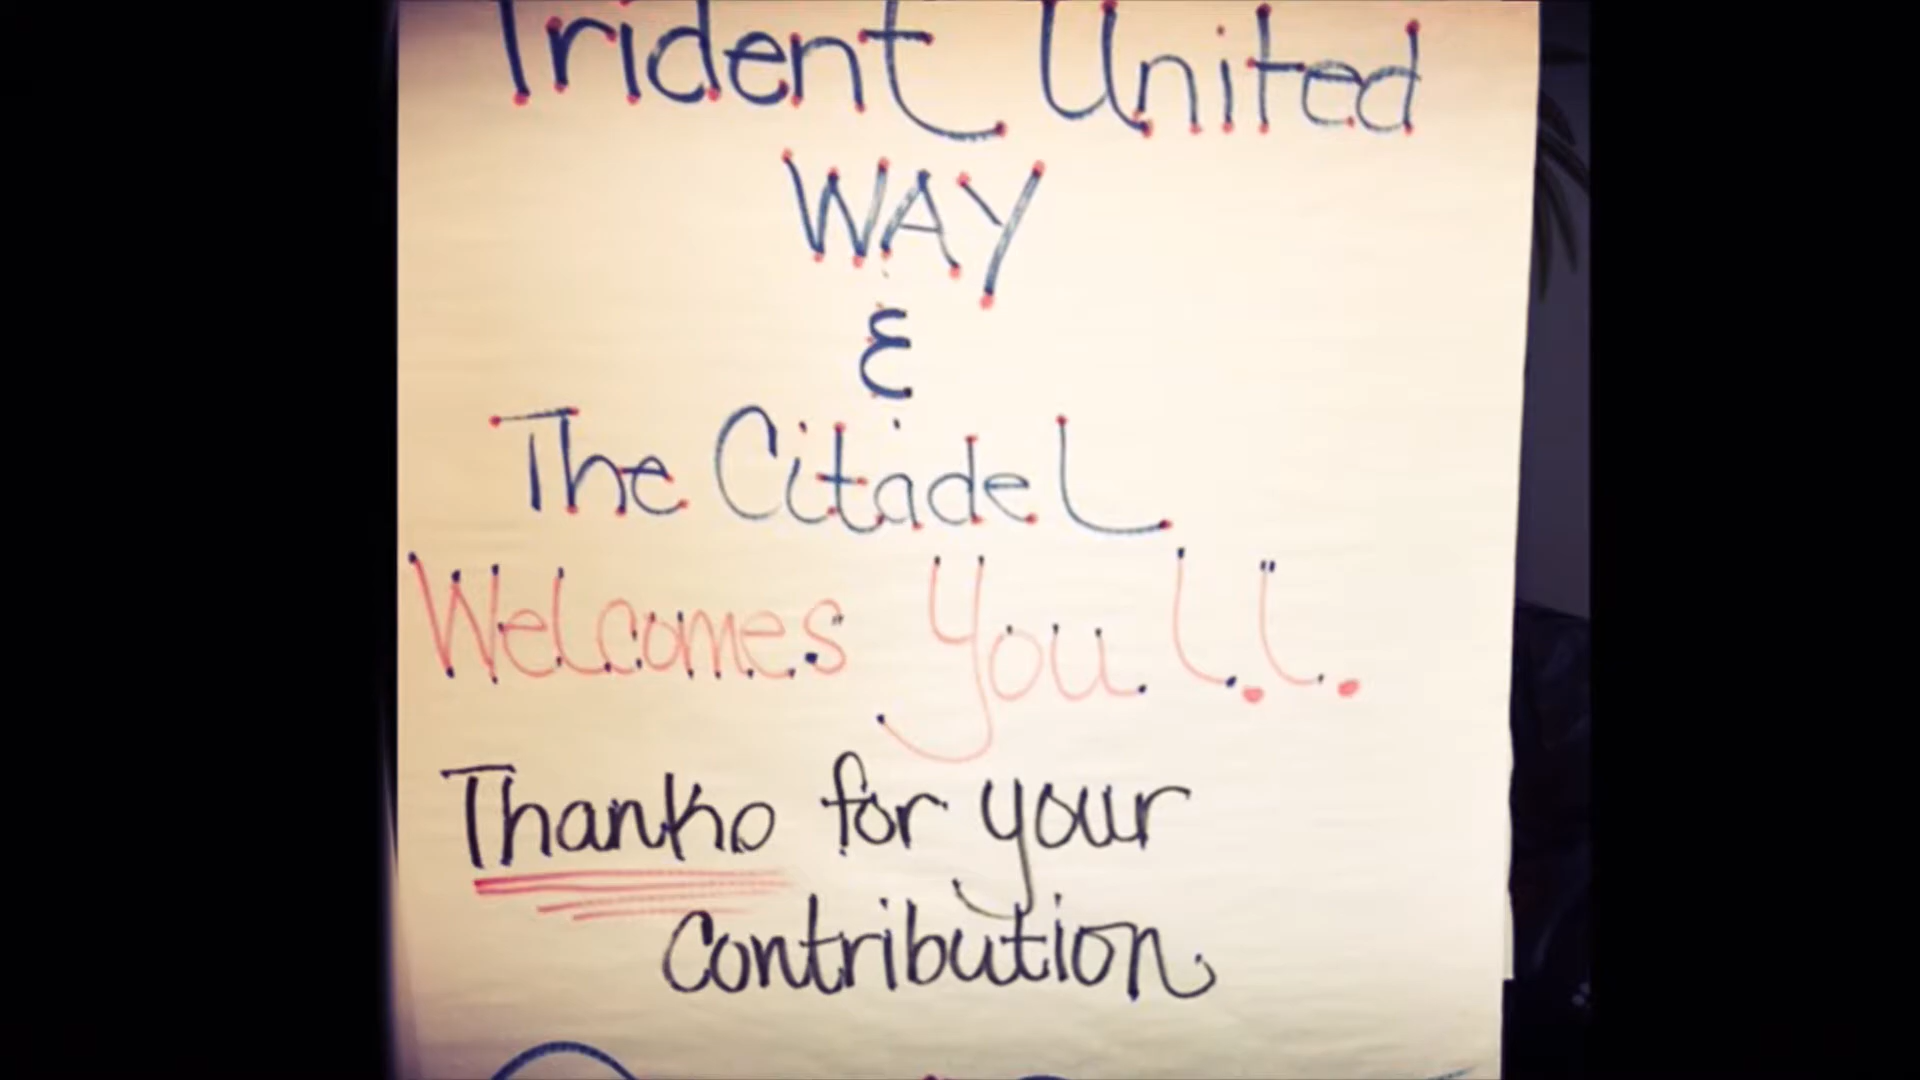 Trident United
WAY
&
The Citadel
Welcomes You!!
Thanks for your
Contribution